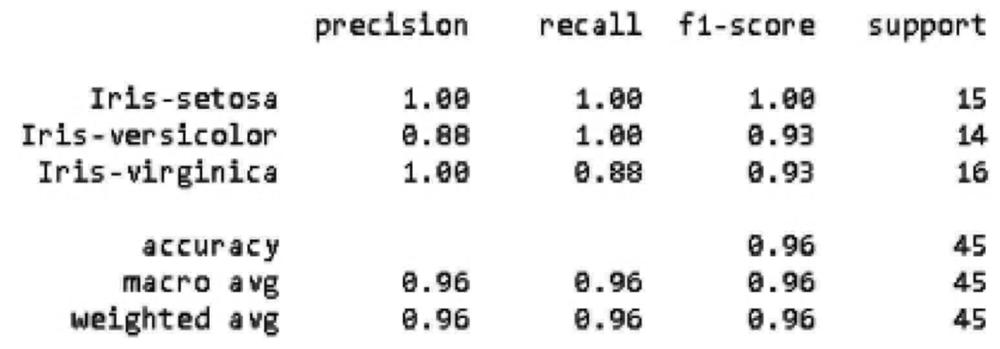 precision recall f1-score support
Iris-setosa 1.00 1.00 1.00 15
Iris-versicolor 0.88 1.00 0.93 14
Iris-virginica 1.00 0.88 0.93 16
accuracy 0.96 45
macro avg 0.96 0.96 0.96 45
weighted avg 0.96 0.96 0.96 45